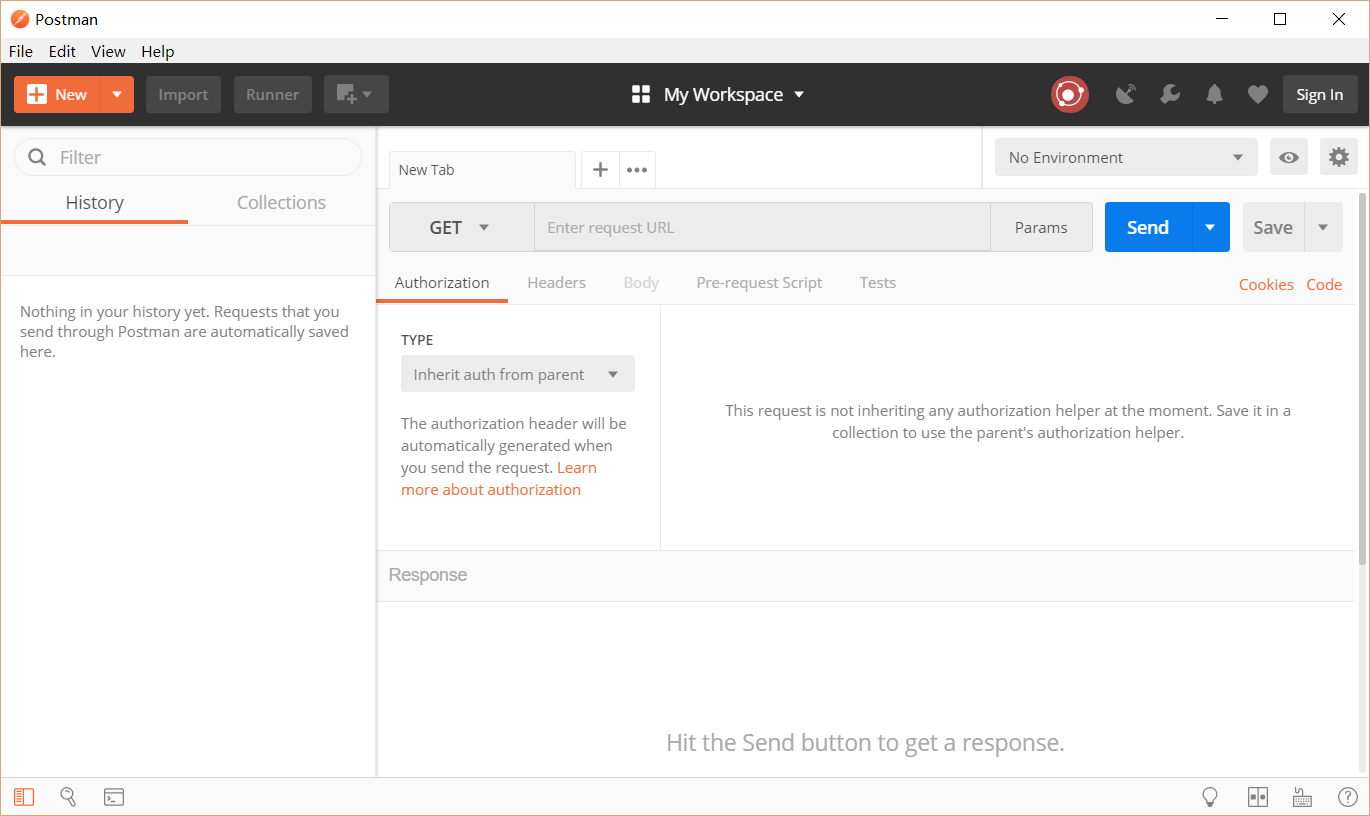 Postman
File Edit View Help
New Import Runner My Workspace Sign In
Filter
History Collections
Nothing in your history yet. Requests that you
send through Postman are automatically saved
here.
New Tab
No Environment
GET Enter request URL Params Send Save
Authorization Headers Body Pre-request Script Tests Cookies Code
TYPE
Inherit auth from parent
The authorization header will be
automatically generated when
you send the request. Learn
more about authorization
This request is not inheriting any authorization helper at the moment. Save it in a
collection to use the parent's authorization helper.
Response
Hit the Send button to get a response.